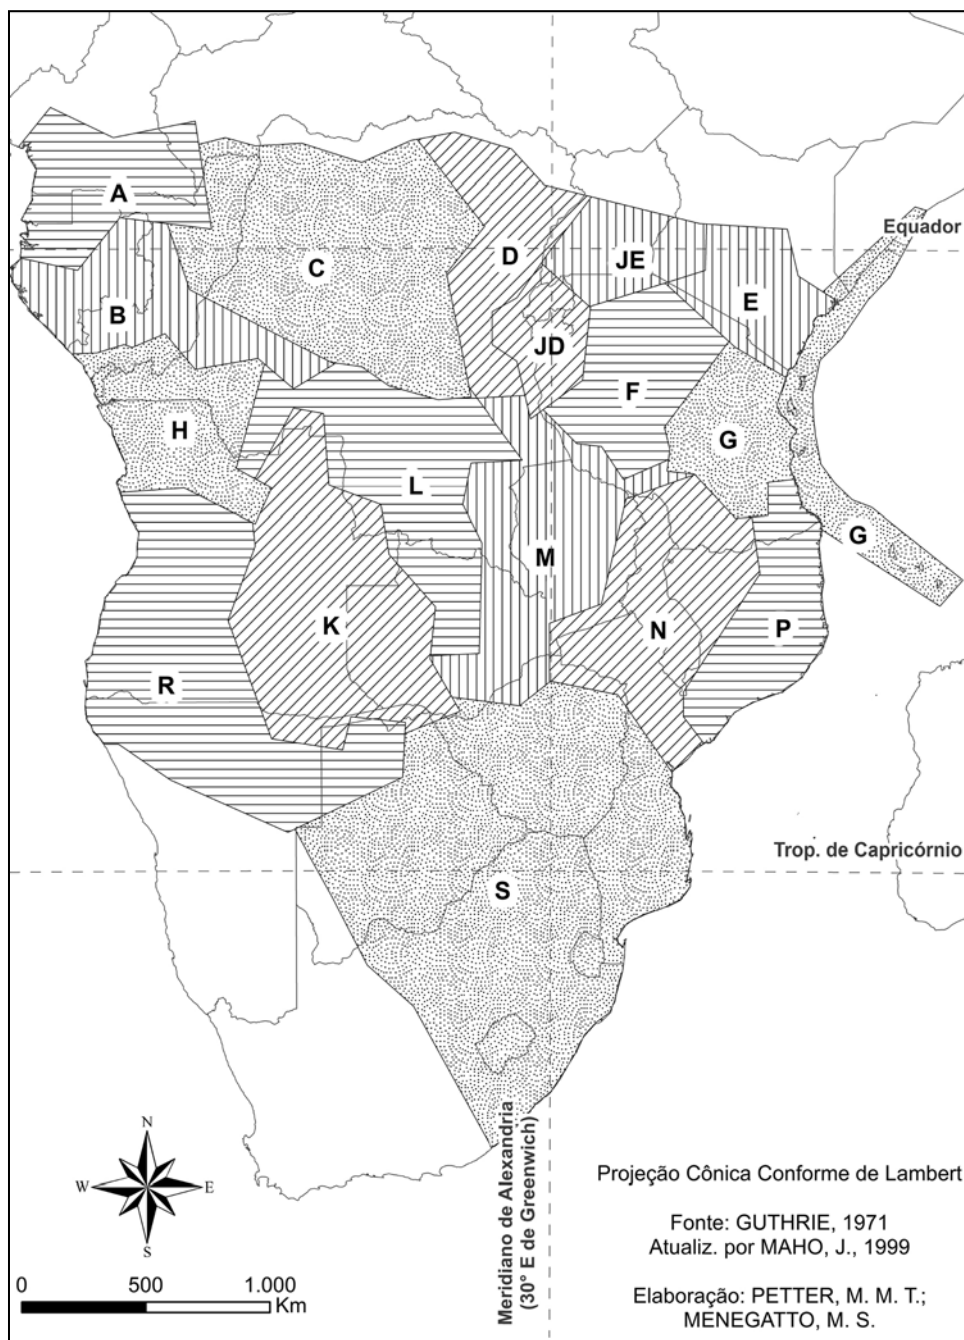 A
Equador
C
D
JE
B
E
JD
F
H
G
L
G
M
K
N
P
R
Trop. de Capricórnio
S
Meridiano de Alexandria
(30° E de Greenwich)
N
W
E
S
0
500
1.000
Km
Projeção Cônica Conforme de Lambert
Fonte: GUTHRIE, 1971
Atualiz. por MAHO, J., 1999
Elaboração: PETTER, M. M. T.;
MENEGATTO, M. S.